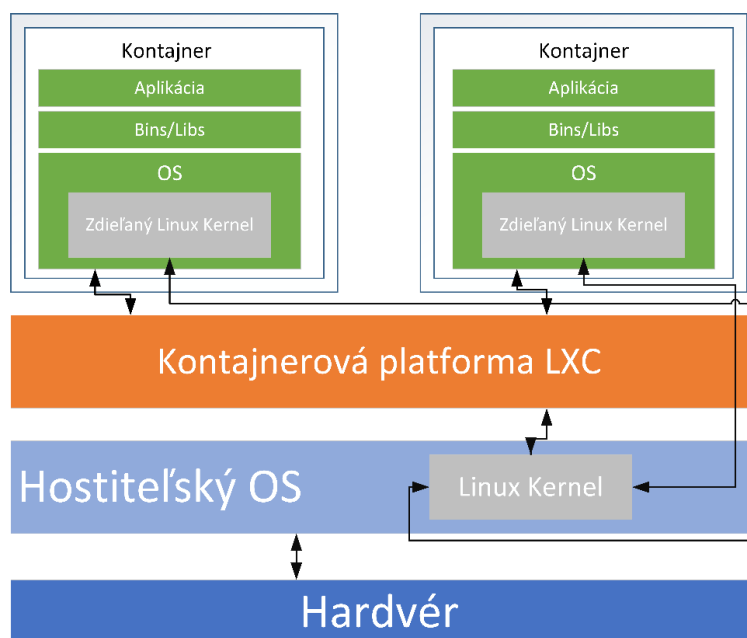 Kontajner
Aplikácia
Bins/Libs
OS
Zdieľaný Linux Kernel
Kontajner
Aplikácia
Bins/Libs
OS
Zdieľaný Linux Kernel
Kontajnerová platforma LXC
Hostiteľský OS
Linux Kernel
Hardvér